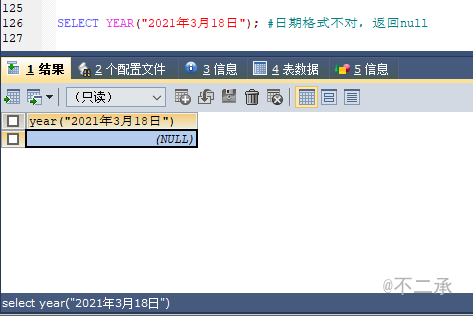 125
126 SELECT YEAR("2021年3月18日"); #日期格式不对，返回null
127
1 结果 2 个配置文件 3 信息 4 表数据 5 信息
（只读）
year("2021年3月18日")
(NULL)
@不二承
select year("2021年3月18日")